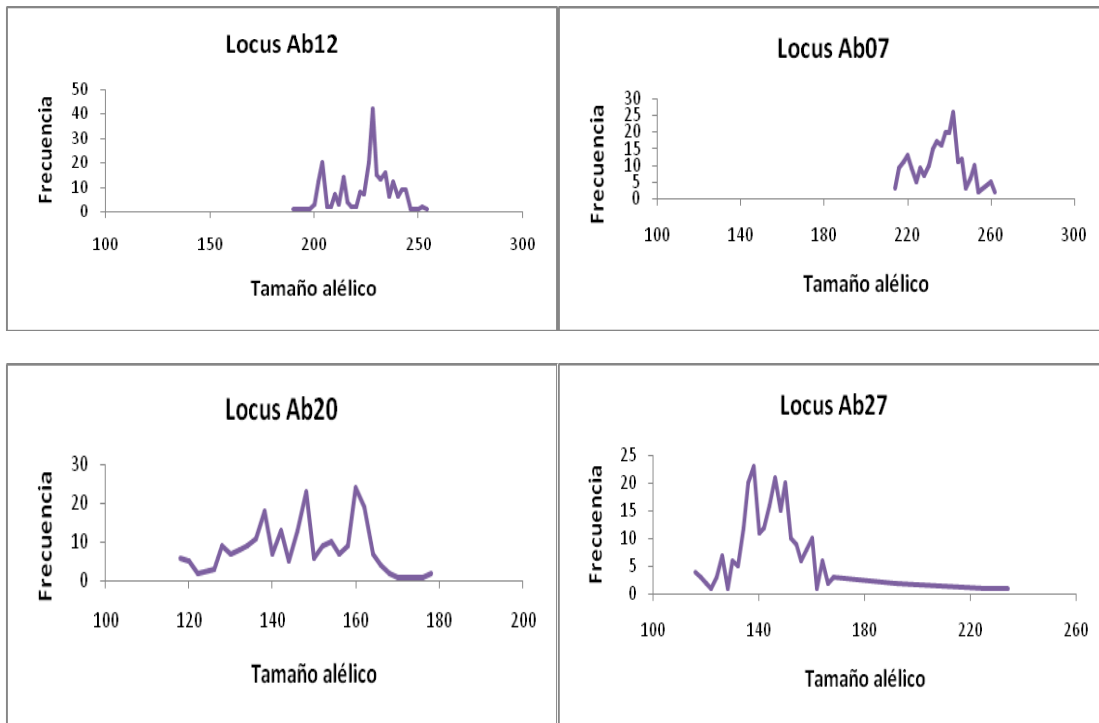 Locus Ab12
Frecuencia
50
40
30
20
10
0
100 150 200 250 300
Tamaño alélico
Locus Ab07
Frecuencia
30
25
20
15
10
5
0
100 140 180 220 260 300
Tamaño alélico
Locus Ab20
Frecuencia
30
20
10
0
100 120 140 160 180 200
Tamaño alélico
Locus Ab27
Frecuencia
25
20
15
10
5
0
100 140 180 220 260
Tamaño alélico